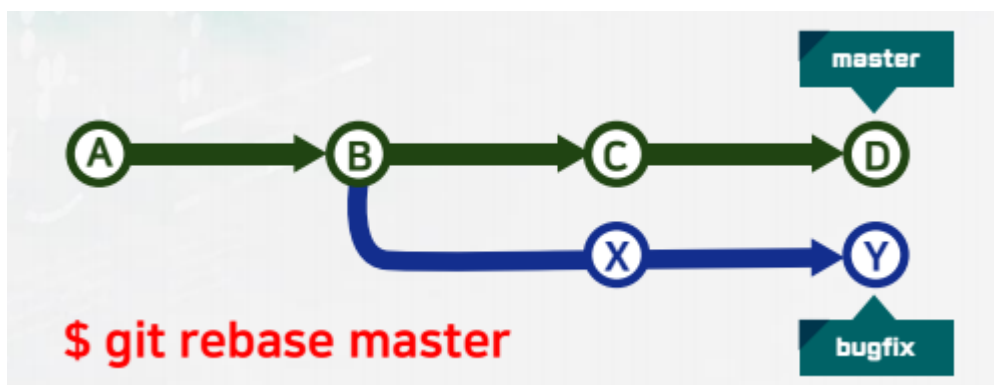 master
A B C D
X Y
$ git rebase master
bugfix